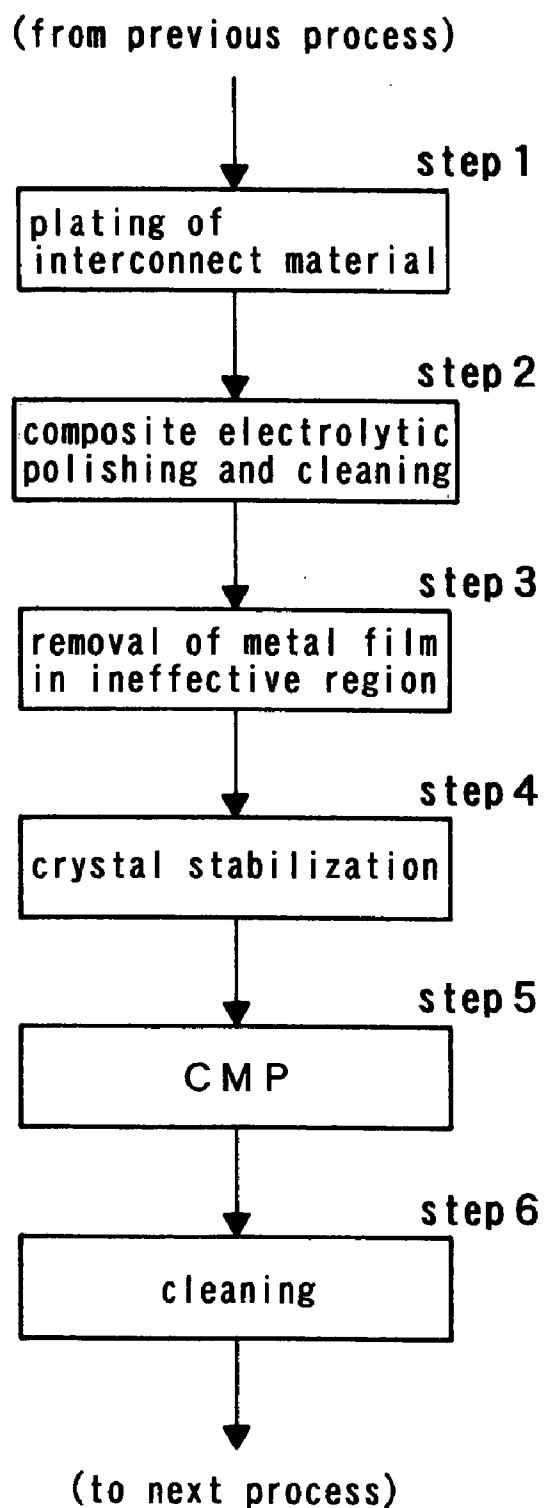 (from previous process)
step 1
plating of
interconnect material
step 2
composite electrolytic
polishing and cleaning
step 3
removal of metal film
in ineffective region
step 4
crystal stabilization
step 5
CMP
step 6
cleaning
(to next process)